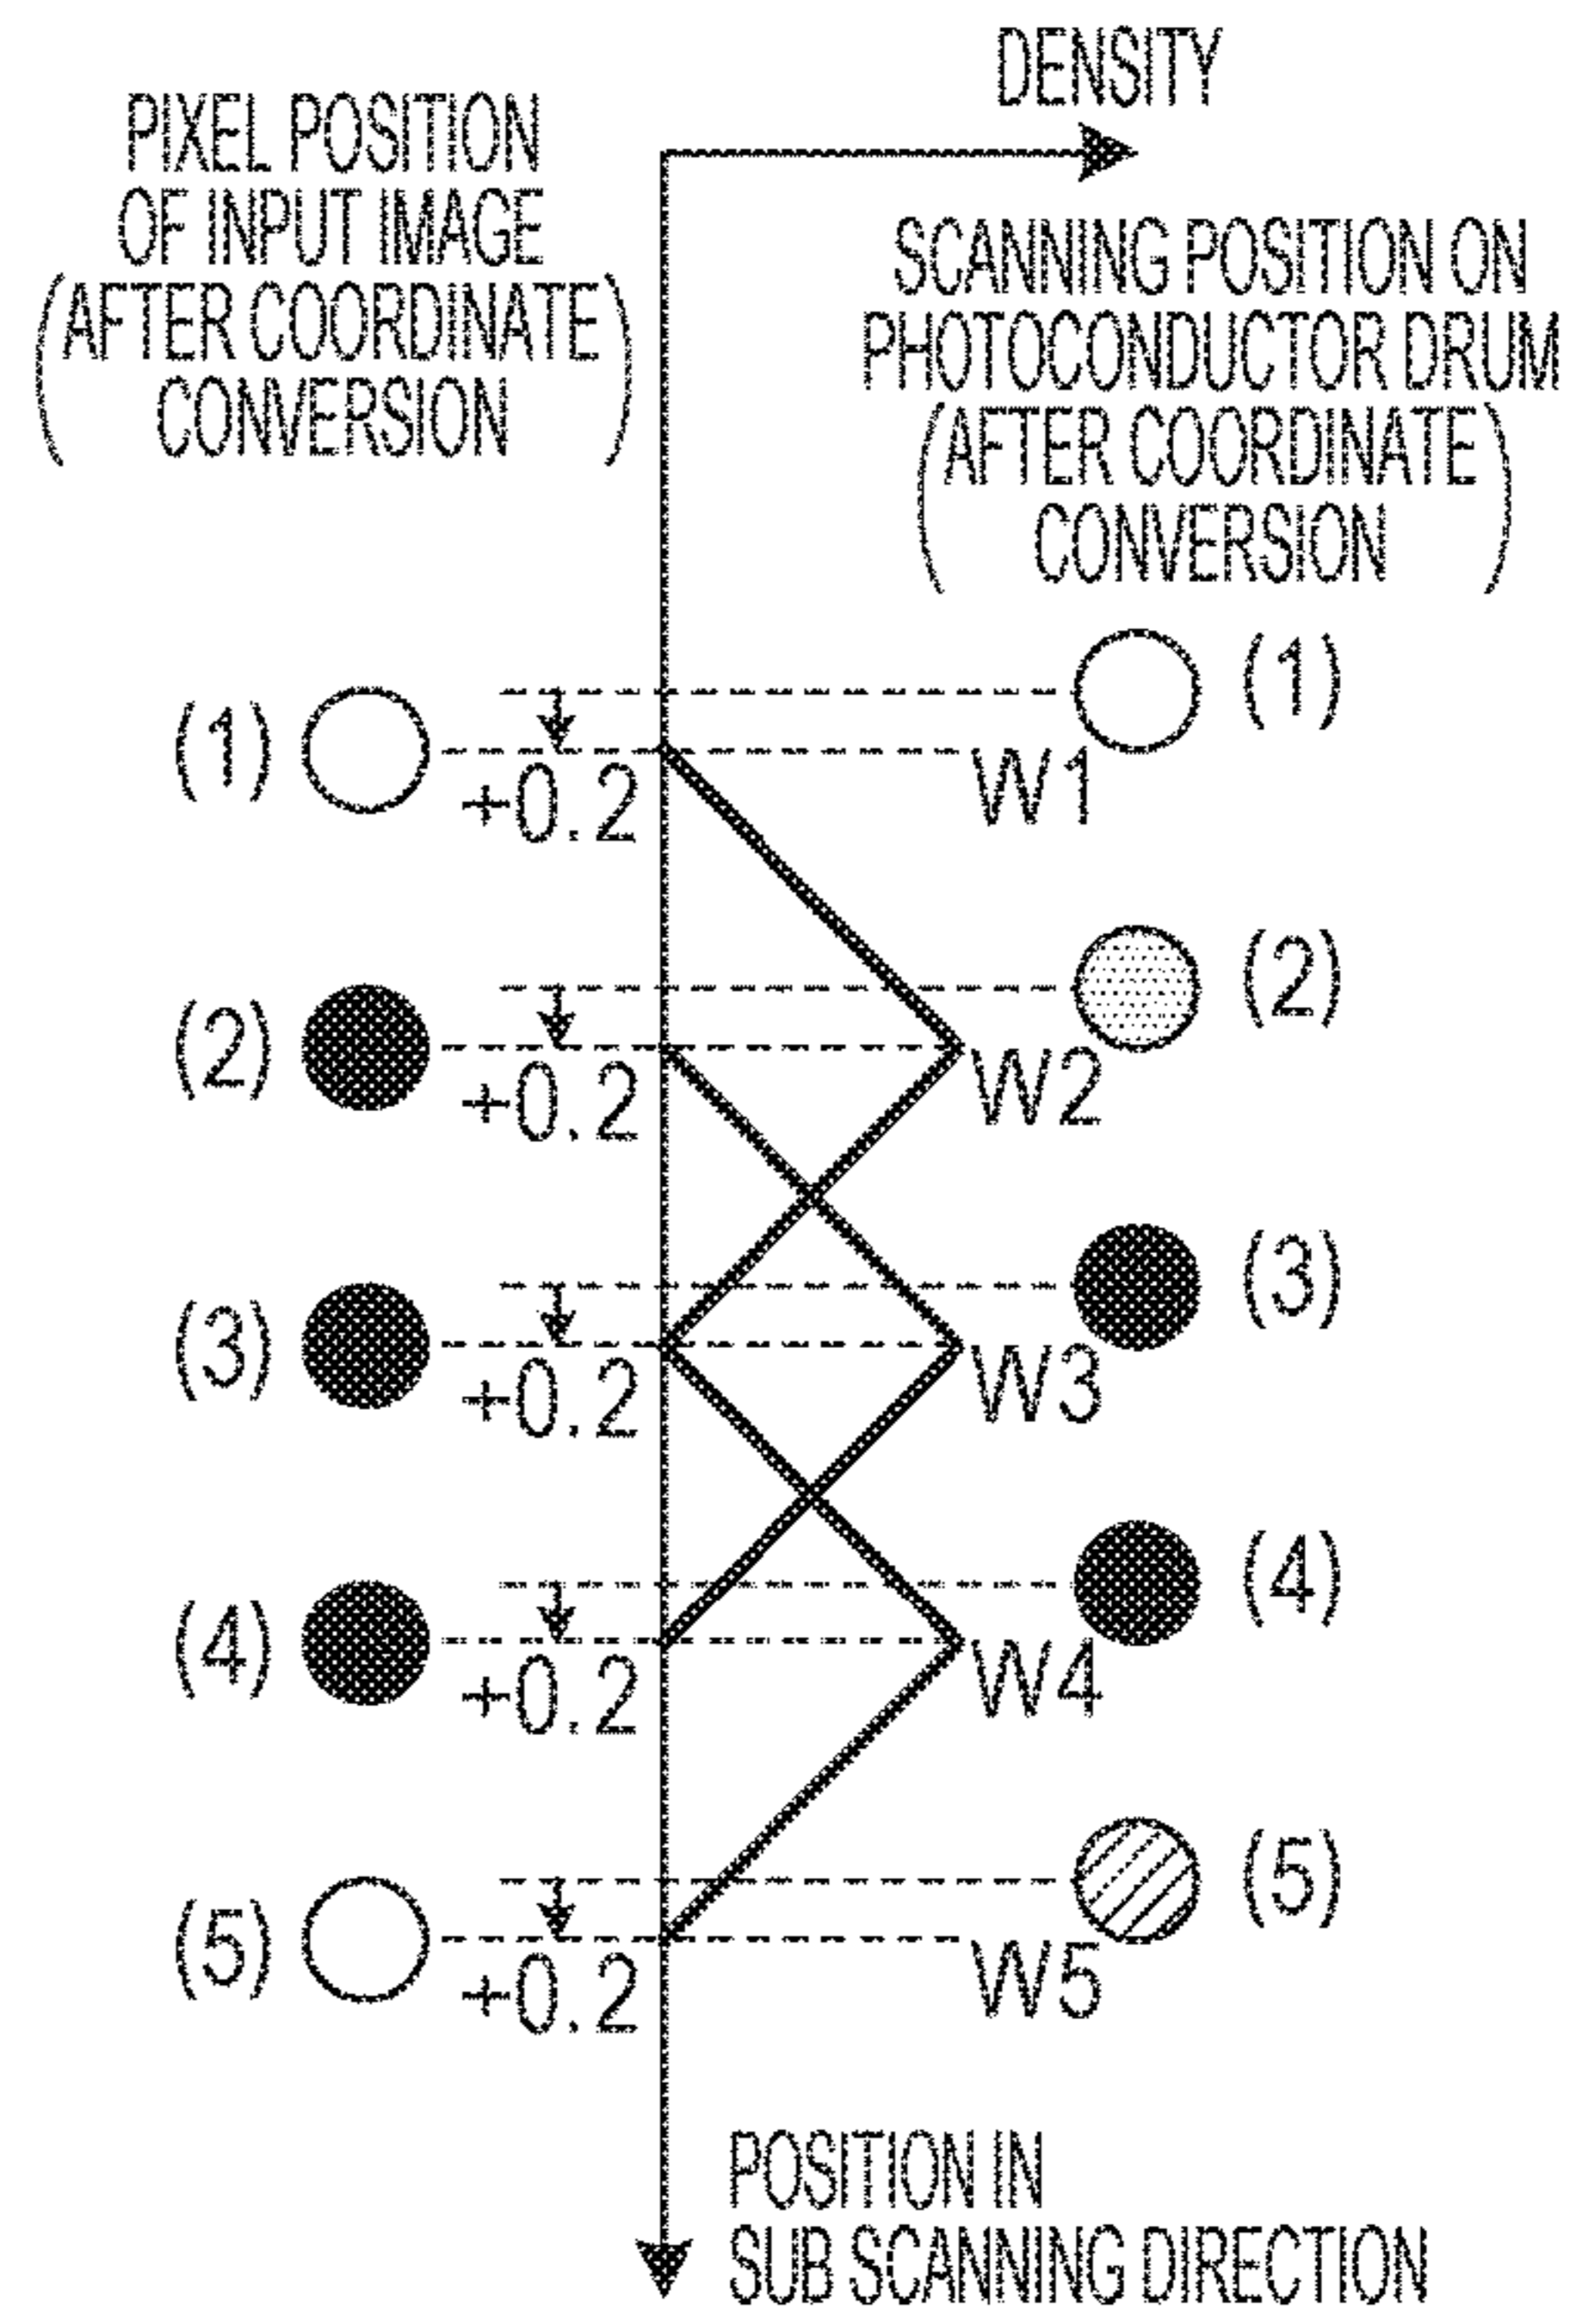 DENSITY
PIXEL POSITION
OF INPUT IMAGE
(AFTER COORDINATE
CONVERSION)
SCANNING POSITION ON
PHOTOCONDUCTOR DRUM
(AFTER COORDINATE
CONVERSION)
(1) +0.2 W1 (1)
(2) +0.2 W2 (2)
(3) +0.2 W3 (3)
(4) +0.2 W4 (4)
(5) +0.2 W5 (5)
POSITION IN
SUB SCANNING DIRECTION